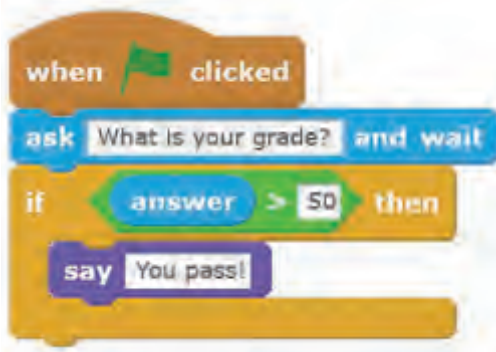 when clicked
ask What is your grade? and wait
if answer > 50 then
say You pass!